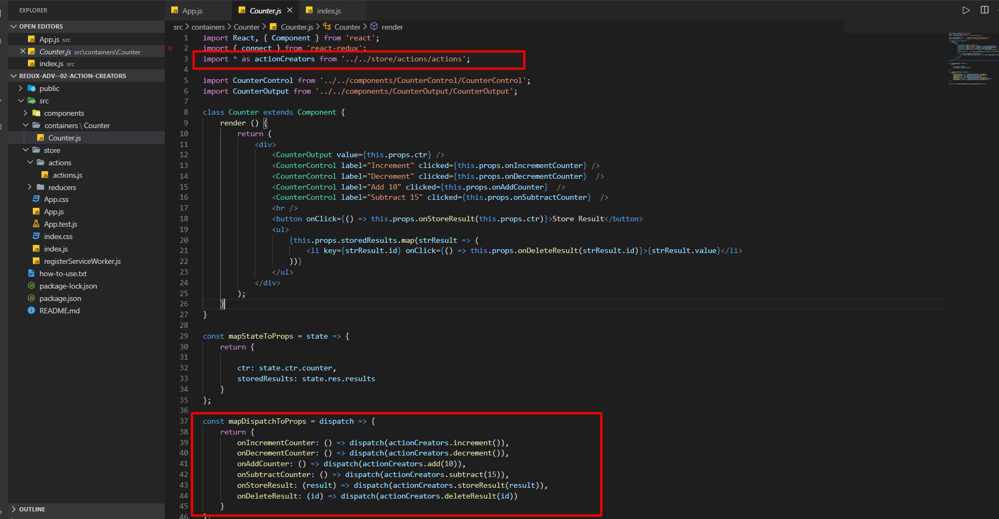 EXPLORER
OPEN EDITORS
JS App.js src
JS Counter.js src\containers\Counter
JS index.js src
REDUX-ADV--02-ACTION-CREATORS
public
src
components
containers \ Counter
JS Counter.js
store
actions
JS actions.js
reducers
App.css
JS App.js
App.test.js
index.css
JS index.js
JS registerServiceWorker.js
how-to-use.txt
package-lock.json
package.json
README.md
OUTLINE
JS App.js JS Counter.js JS index.js
src > containers > Counter > JS Counter.js > Counter > render
1 import React, { Component } from 'react';
2 import { connect } from 'react-redux';
3 import * as actionCreators from '../../store/actions/actions';
4
5 import CounterControl from '../../components/CounterControl/CounterControl';
6 import CounterOutput from '../../components/CounterOutput/CounterOutput';
7
8 class Counter extends Component {
9 render () {
10 return (
11 <div>
12 <CounterOutput value={this.props.ctr} />
13 <CounterControl label="Increment" clicked={this.props.onIncrementCounter} />
14 <CounterControl label="Decrement" clicked={this.props.onDecrementCounter}  />
15 <CounterControl label="Add 10" clicked={this.props.onAddCounter}  />
16 <CounterControl label="Subtract 15" clicked={this.props.onSubtractCounter}  />
17 <hr />
18 <button onClick={() => this.props.onStoreResult(this.props.ctr)}>Store Result</button>
19 <ul>
20 {this.props.storedResults.map(strResult => (
21 <li key={strResult.id} onClick={() => this.props.onDeleteResult(strResult.id)}>{strResult.value}</li>
22 ))}
23 </ul>
24 </div>
25 );
26 }
27 }
28
29 const mapStateToProps = state => {
30 return {
31
32 ctr: state.ctr.counter,
33 storedResults: state.res.results
34 }
35 };
36
37 const mapDispatchToProps = dispatch => {
38 return {
39 onIncrementCounter: () => dispatch(actionCreators.increment()),
40 onDecrementCounter: () => dispatch(actionCreators.decrement()),
41 onAddCounter: () => dispatch(actionCreators.add(10)),
42 onSubtractCounter: () => dispatch(actionCreators.subtract(15)),
43 onStoreResult: (result) => dispatch(actionCreators.storeResult(result)),
44 onDeleteResult: (id) => dispatch(actionCreators.deleteResult(id))
45 }
46 };